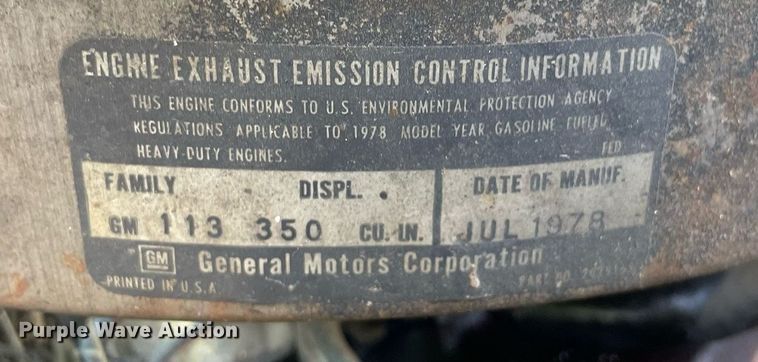 ENGINE EXHAUST EMISSION CONTROL INFORMATION
THIS ENGINE CONFORMS TO U.S. ENVIRONMENTAL PROTECTION AGENCY
REGULATIONS APPLICABLE TO 1978 MODEL YEAR GASOLINE FUELED
HEAVY-DUTY ENGINES. FED
FAMILY DISPL. DATE OF MANUF.
GM 113 350 CU. IN. JUL 1978
GM General Motors Corporation
PRINTED IN U.S.A. PART NO.
Purple Wave Auction